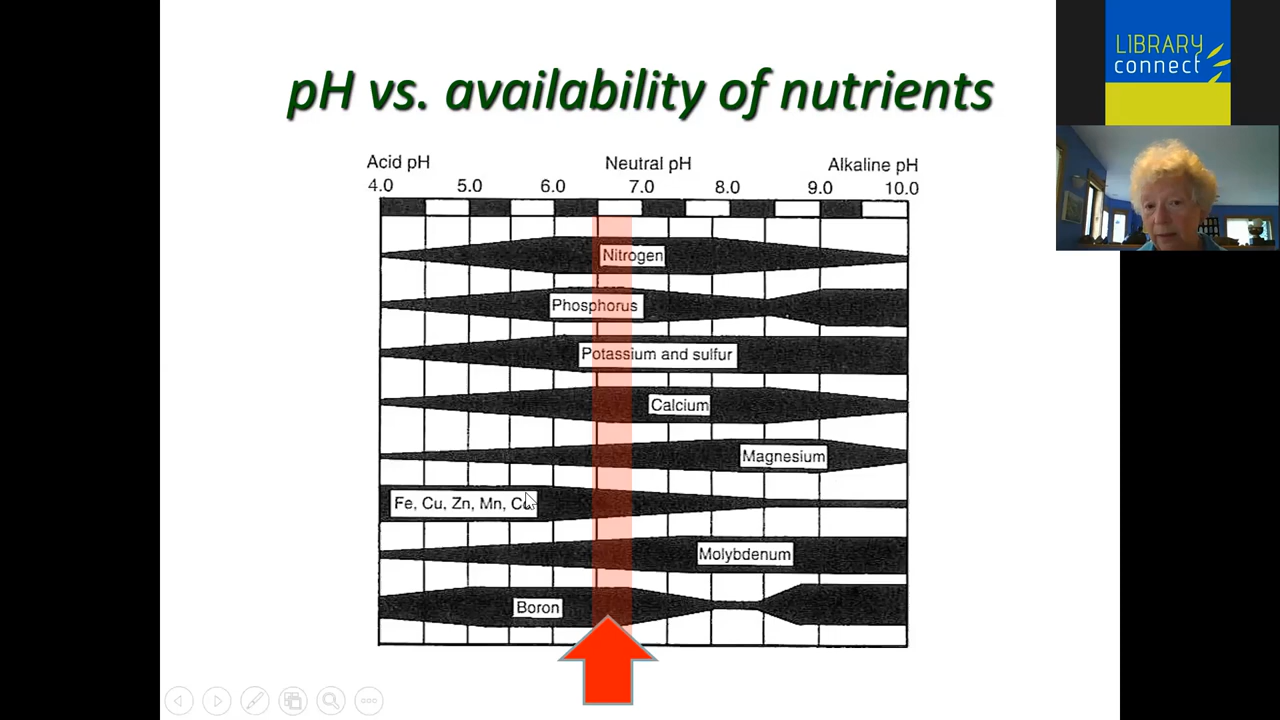 pH vs. availability of nutrients
LIBRARY
connect
Acid pH Neutral pH Alkaline pH
4.0 5.0 6.0 7.0 8.0 9.0 10.0
Nitrogen
Phosphorus
Potassium and sulfur
Calcium
Magnesium
Fe, Cu, Zn, Mn,
Molybdenum
Boron